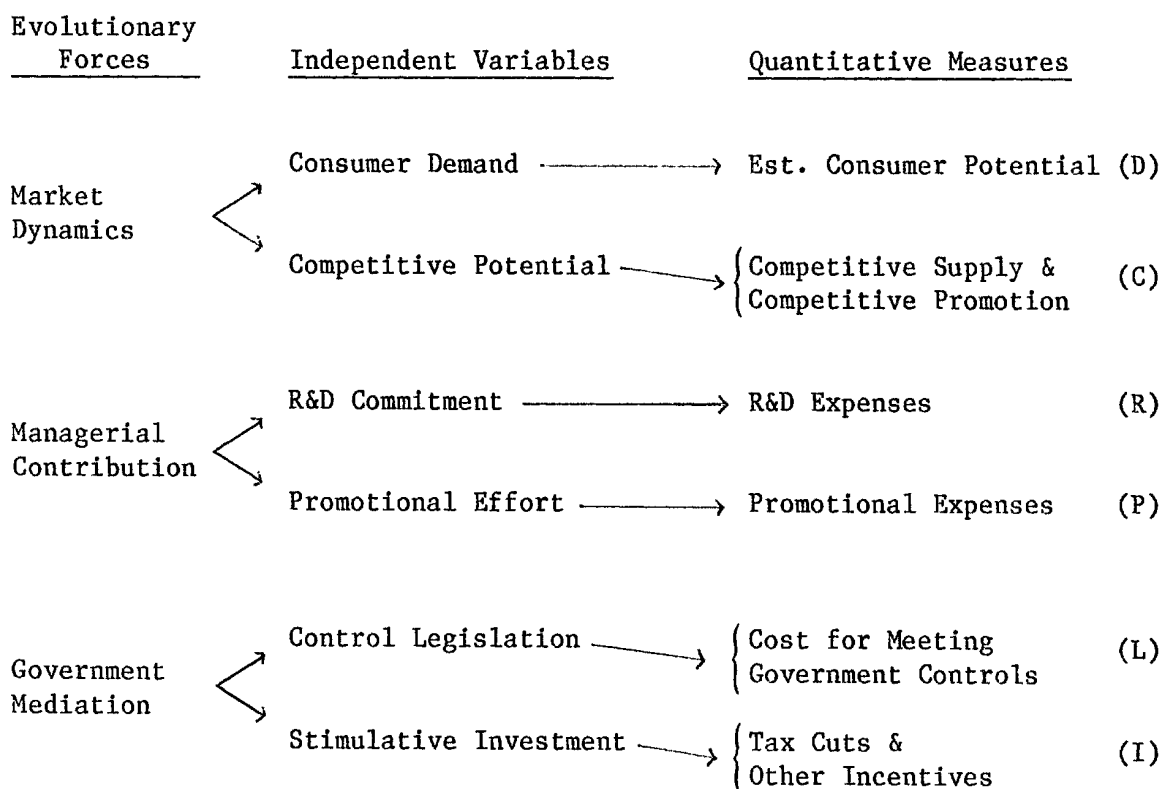 Evolutionary
Forces
Independent Variables
Quantitative Measures
Market
Dynamics
Consumer Demand
Est. Consumer Potential (D)
Competitive Potential
Competitive Supply &
Competitive Promotion
(C)
Managerial
Contribution
R&D Commitment
R&D Expenses (R)
Promotional Effort
Promotional Expenses (P)
Government
Mediation
Control Legislation
Cost for Meeting
Government Controls
(L)
Stimulative Investment
Tax Cuts &
Other Incentives
(I)